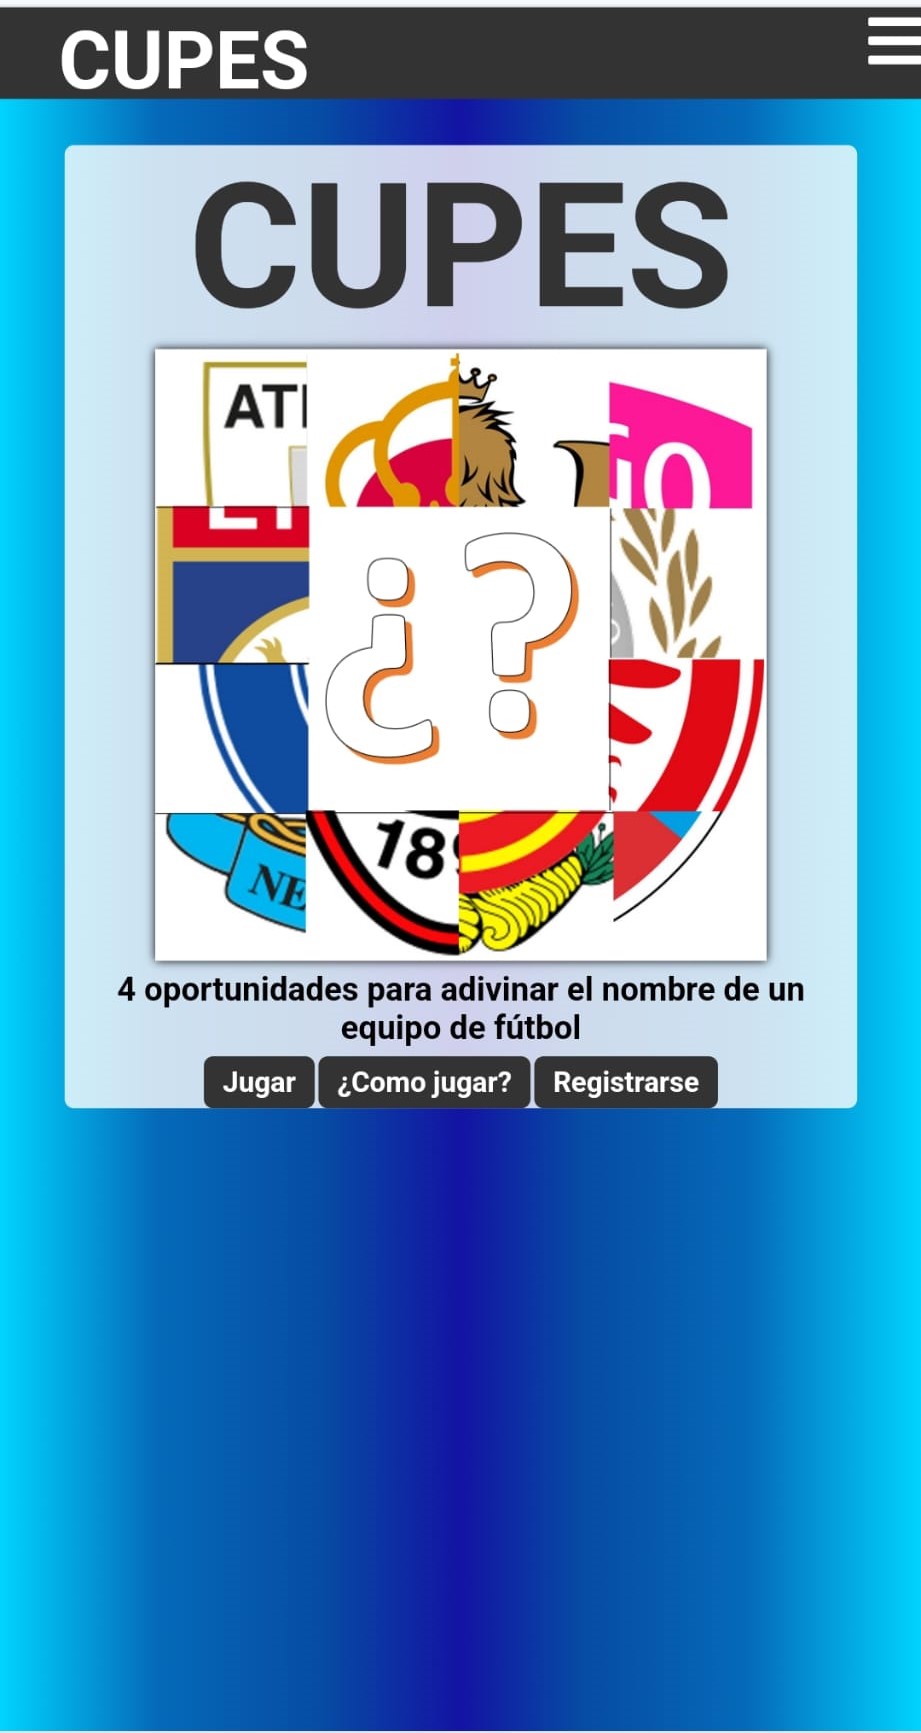 CUPES
CUPES
ATI
GO
¿?
NE
18
4 oportunidades para adivinar el nombre de un
equipo de fútbol
Jugar
¿Como jugar?
Registrarse